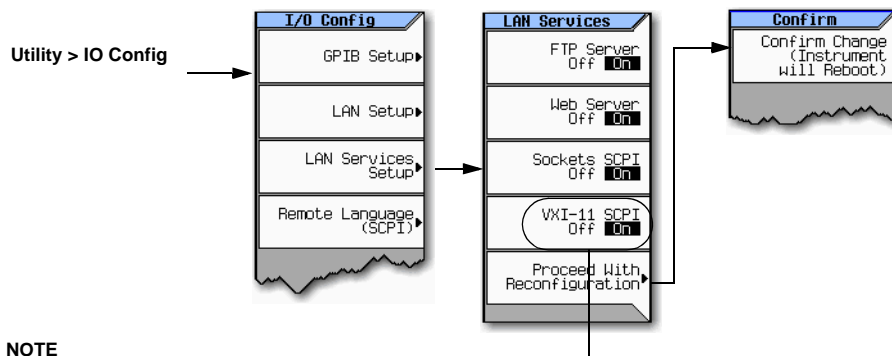 Utility > IO Config
I/O Config
GPIB Setup
LAN Setup
LAN Services
Setup
Remote Language
(SCPI)
LAN Services
FTP Server
Off On
Web Server
Off On
Sockets SCPI
Off On
VXI-11 SCPI
Off On
Proceed With
Reconfiguration
Confirm
Confirm Change
(Instrument
will Reboot)
NOTE